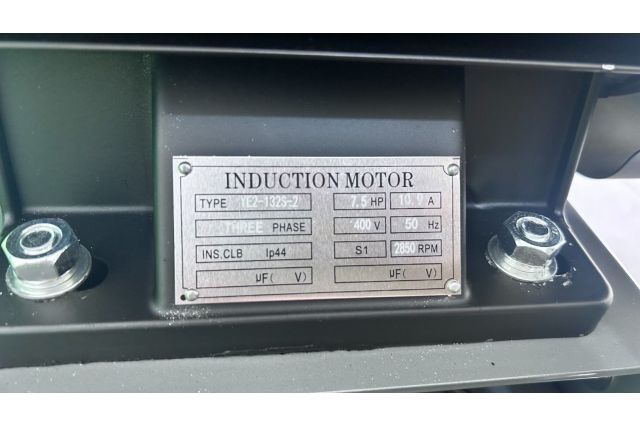 INDUCTION MOTOR
TYPE YE2-132S-2 7.5 HP 10.9 A
THREE PHASE 400 V 50 Hz
INS.CLB Ip44 S1 2850 RPM
µF( V) µF( V)